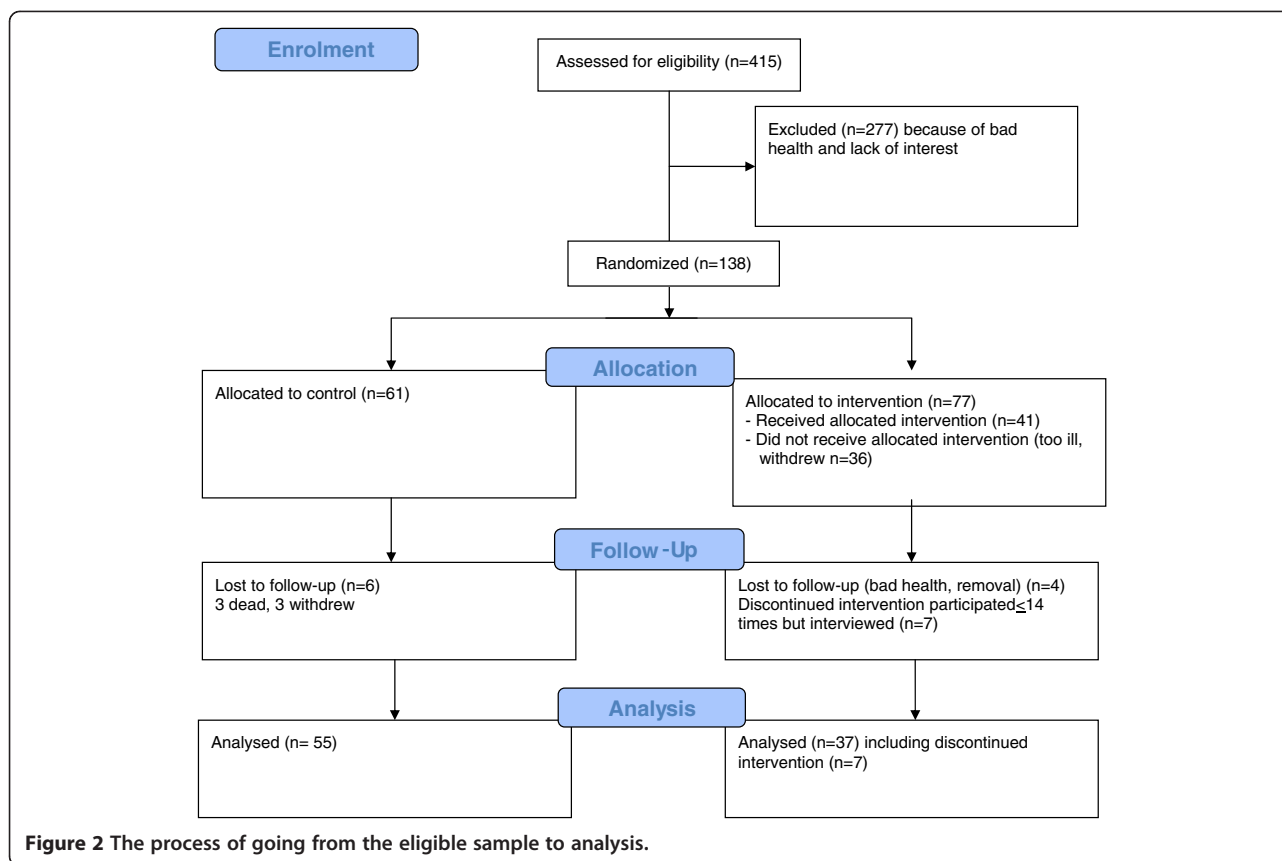 Enrolment
Assessed for eligibility (n=415)
Excluded (n=277) because of bad
health and lack of interest
Randomized (n=138)
Allocation
Allocated to control (n=61)
Allocated to intervention (n=77)
- Received allocated intervention (n=41)
- Did not receive allocated intervention (too ill,
withdrew n=36)
Follow-Up
Lost to follow-up (n=6)
3 dead, 3 withdrew
Lost to follow-up (bad health, removal) (n=4)
Discontinued intervention participated≤14
times but interviewed (n=7)
Analysis
Analysed (n= 55)
Analysed (n=37) including discontinued
intervention (n=7)
Figure 2 The process of going from the eligible sample to analysis.